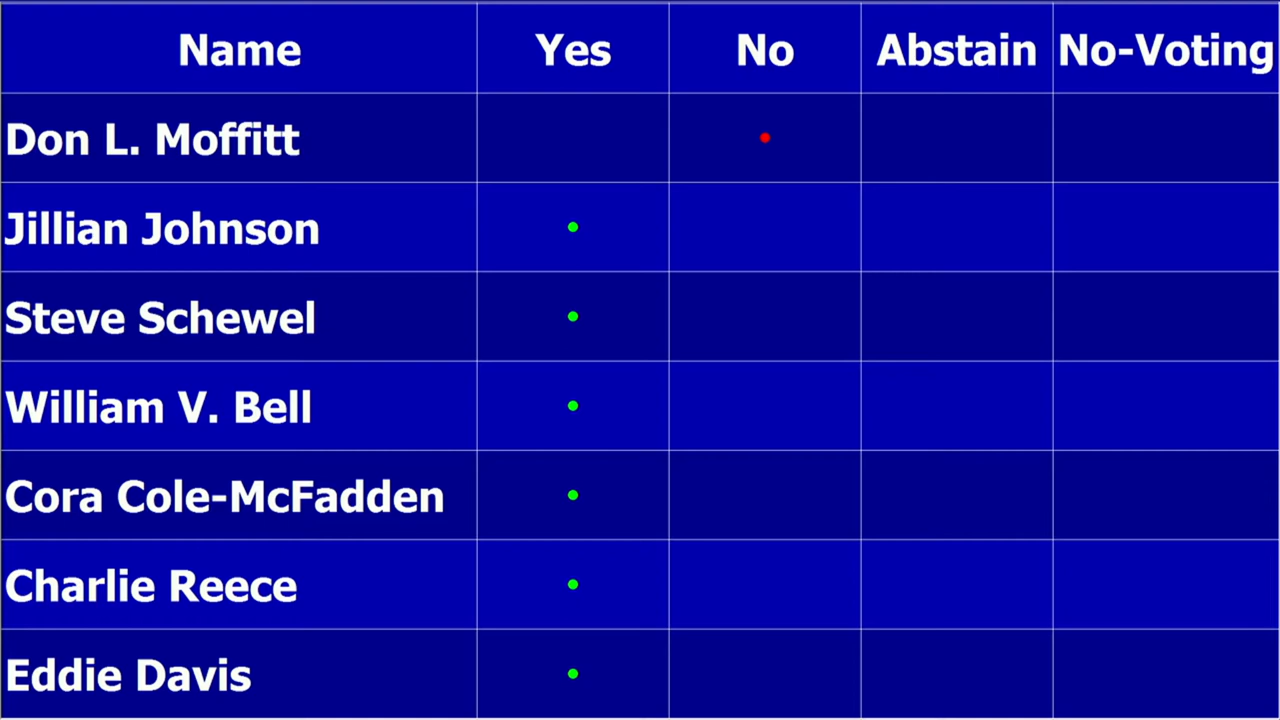 Name Yes No Abstain No-Voting
Don L. Moffitt
Jillian Johnson
Steve Schewel
William V. Bell
Cora Cole-McFadden
Charlie Reece
Eddie Davis